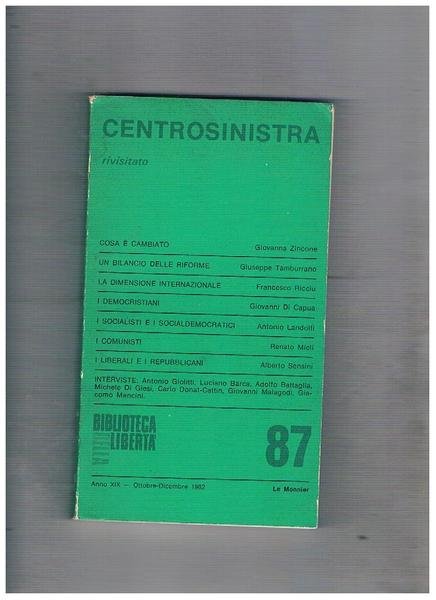 CENTROSINISTRA
rivisitato
COSA È CAMBIATO Giovanna Zincone
UN BILANCIO DELLE RIFORME Giuseppe Tamburrano
LA DIMENSIONE INTERNAZIONALE Francesco Ricciu
I DEMOCRISTIANI Giovanni Di Capua
I SOCIALISTI E I SOCIALDEMOCRATICI Antonio Landolfi
I COMUNISTI Renato Mieli
I LIBERALI E I REPUBBLICANI Alberto Sensini
INTERVISTE: Antonio Giolitti, Luciano Barca, Adolfo Battaglia,
Michele Di Giesi, Carlo Donat-Cattin, Giovanni Malagodi, Gia-
como Mancini.
BIBLIOTECA
DELLA
LIBERTÀ
87
Anno XIX — Ottobre-Dicembre 1982 Le Monnier